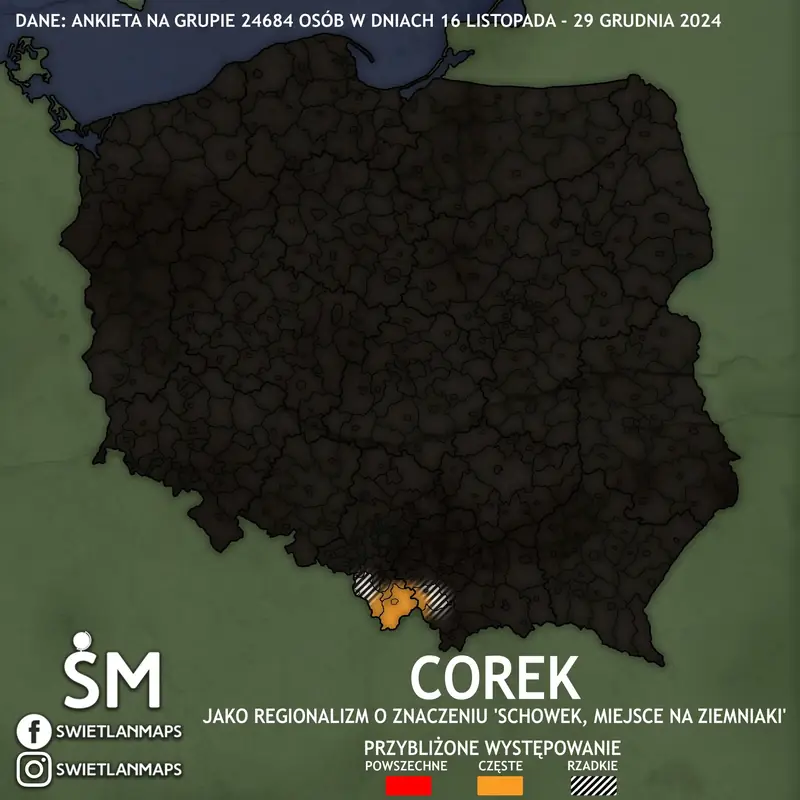 DANE: ANKIETA NA GRUPIE 24684 OSÓB W DNIACH 16 LISTOPADA - 29 GRUDNIA 2024
ŚM
SWIETLANMAPS
SWIETLANMAPS
COREK
JAKO REGIONALIZM O ZNACZENIU 'SCHOWEK, MIEJSCE NA ZIEMNIAKI'
PRZYBLIŻONE WYSTĘPOWANIE
POWSZECHNE CZĘSTE RZADKIE